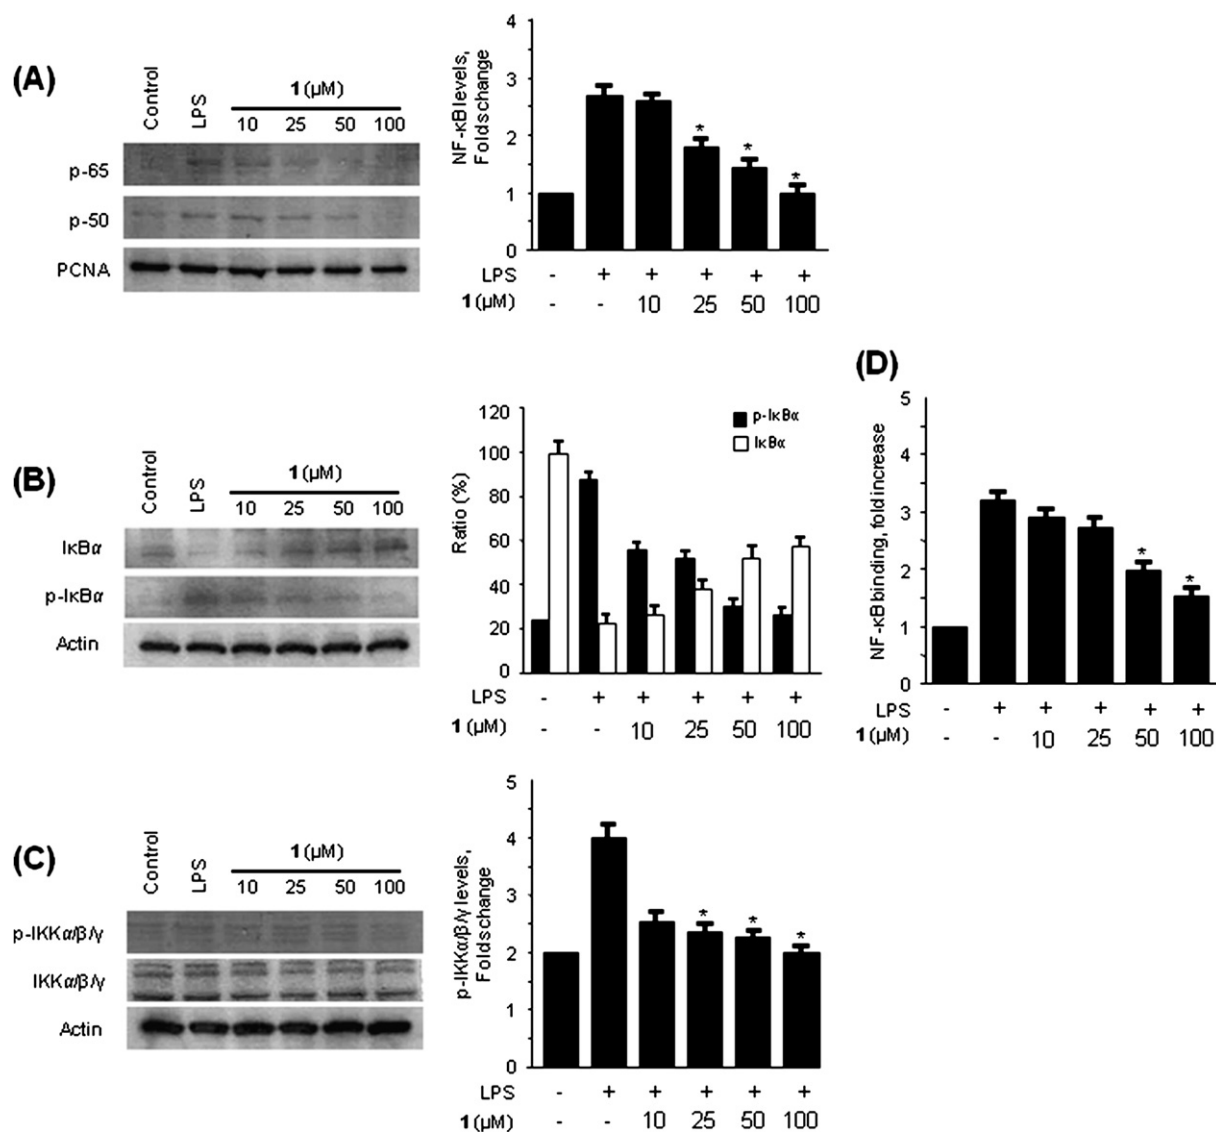 (A)
Control
LPS
1 (μM)
10 25 50 100
p-65
p-50
PCNA
NF-κB levels,
Folds change
4
3
2
1
0
*
*
*
LPS - + + + + +
1 (μM) - - 10 25 50 100
(B)
Control
LPS
1 (μM)
10 25 50 100
IκBα
p-IκBα
Actin
Ratio (%)
120
100
80
60
40
20
0
p-IκBα
IκBα
LPS - + + + + +
1 (μM) - - 10 25 50 100
(D)
NF-κB binding, fold increase
5
4
3
2
1
0
*
*
LPS - + + + + +
1 (μM) - - 10 25 50 100
(C)
Control
LPS
1 (μM)
10 25 50 100
p-IKKα/β/γ
IKKα/β/γ
Actin
p-IKKα/β/γ levels,
Folds change
5
4
3
2
2
1
0
*
*
*
LPS - + + + + +
1 (μM) - - 10 25 50 100